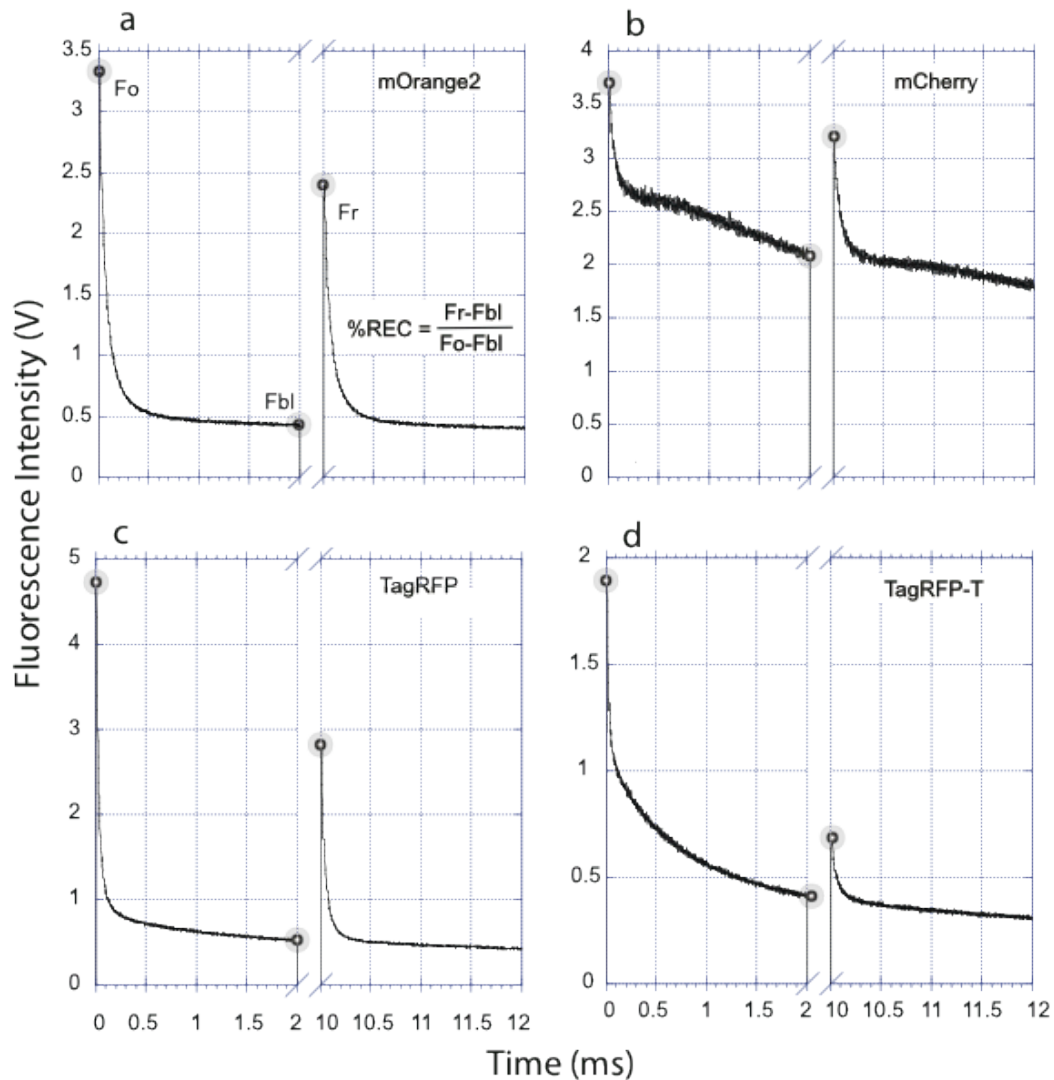 a
b
3.5
3
2.5
2
1.5
1
0.5
0
Fo
mOrange2
Fr
%REC = Fr-Fbl
Fo-Fbl
Fbl
4
3.5
3
2.5
2
1.5
1
0.5
0
mCherry
Fluorescence Intensity (V)
c
d
5
4
3
2
1
0
TagRFP
0 0.5 1 1.5 2 10 10.5 11 11.5 12
2
1.5
1
0.5
0
TagRFP-T
0 0.5 1 1.5 2 10 10.5 11 11.5 12
Time (ms)